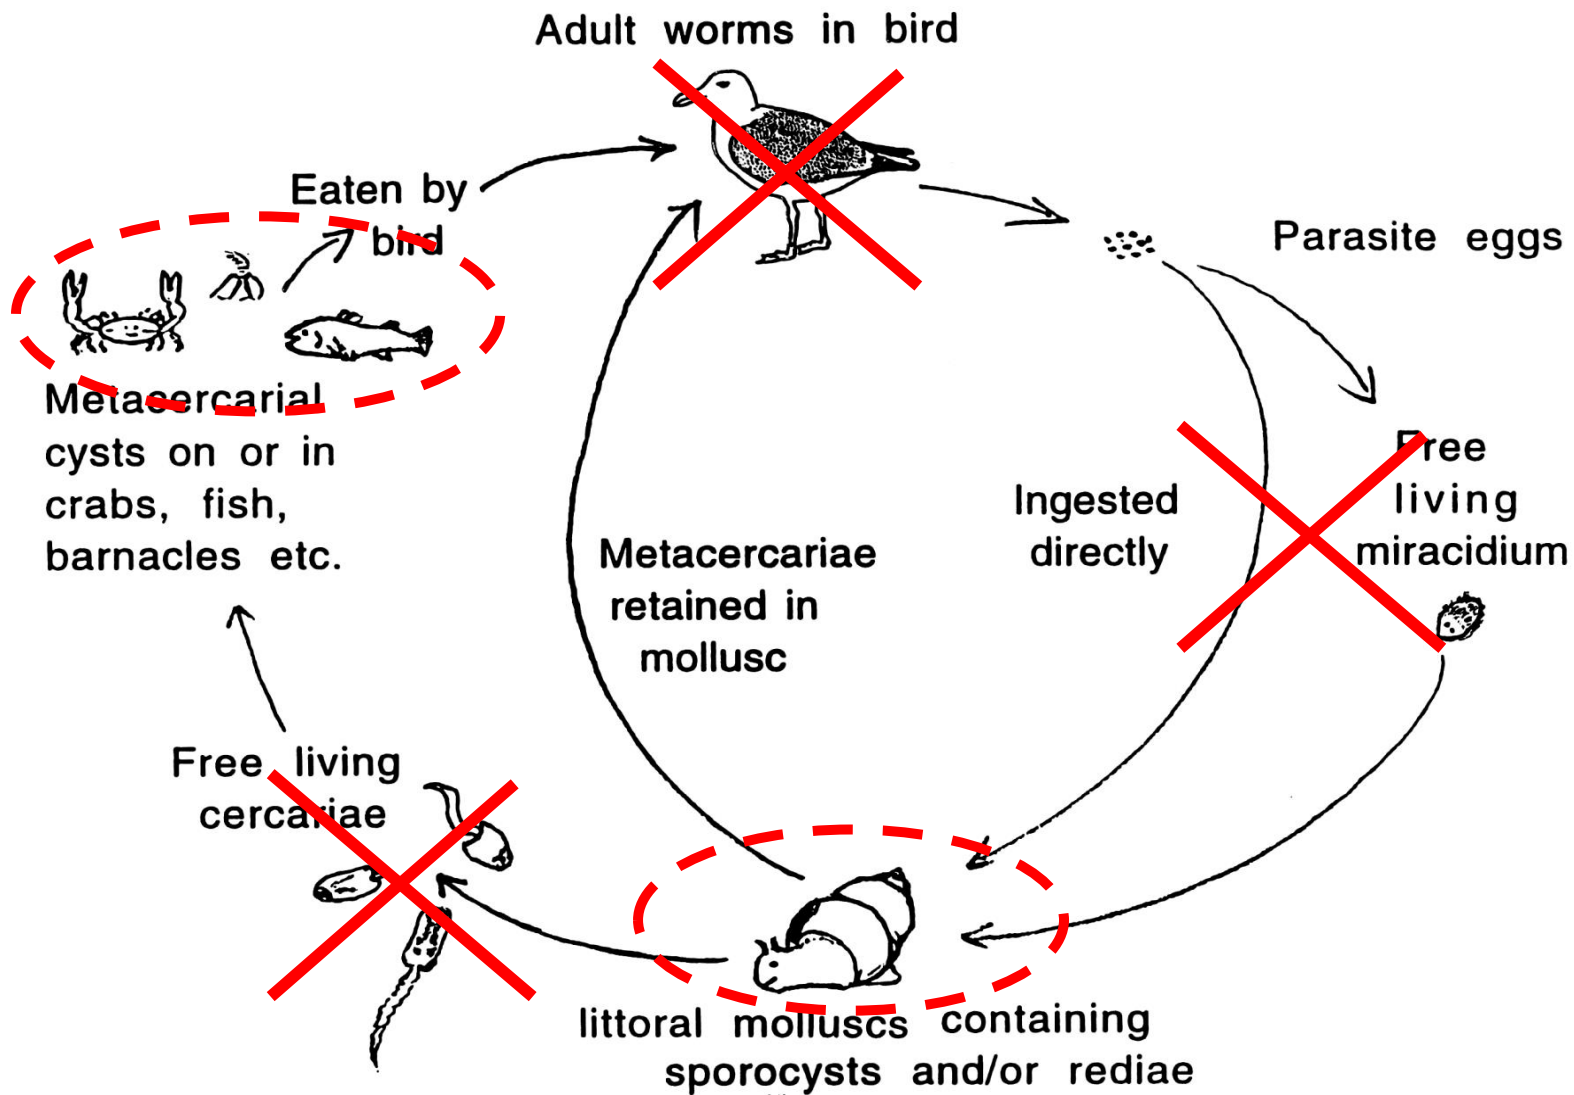 Adult worms in bird
Eaten by
bird
Parasite eggs
Metacercarial
cysts on or in
crabs, fish,
barnacles etc.
Free
living
miracidium
Ingested
directly
Metacercariae
retained in
mollusc
Free living
cercariae
littoral molluscs containing
sporocysts and/or rediae